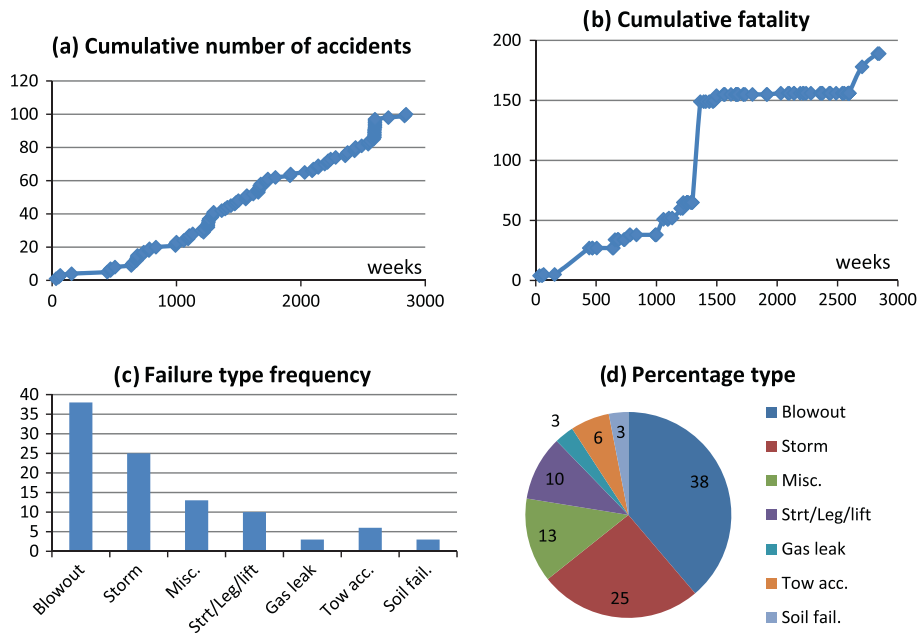 (a) Cumulative number of accidents
120
100
80
60
40
20
0
0 1000 2000 3000
weeks
(b) Cumulative fatality
200
150
100
50
0
0 500 1000 1500 2000 2500 3000
weeks
(c) Failure type frequency
40
35
30
25
20
15
10
5
0
Blowout
Storm
Misc.
Strt/Leg/lift
Gas leak
Tow acc.
Soil fail.
(d) Percentage type
3
6
3
10
38
13
25
Blowout
Storm
Misc.
Strt/Leg/lift
Gas leak
Tow acc.
Soil fail.